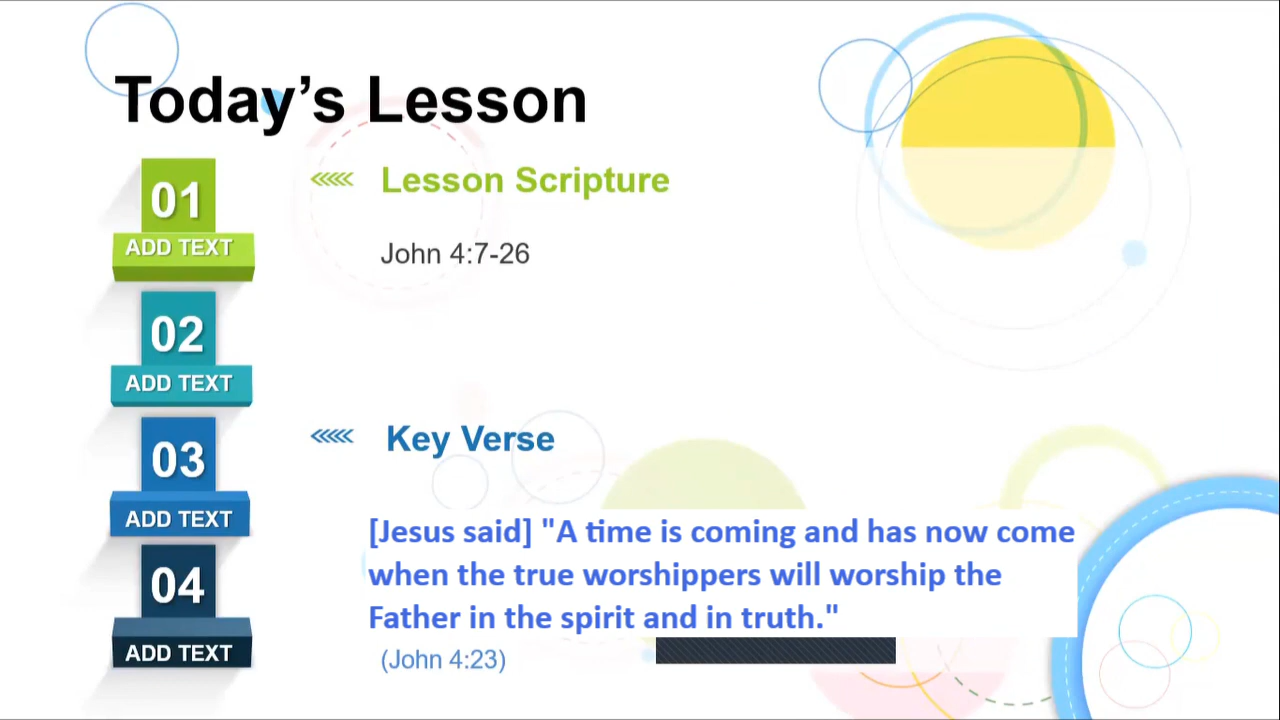 Today’s Lesson
01
ADD TEXT
Lesson Scripture
John 4:7-26
02
ADD TEXT
03
ADD TEXT
Key Verse
[Jesus said] "A time is coming and has now come
when the true worshippers will worship the
Father in the spirit and in truth."
(John 4:23)
04
ADD TEXT